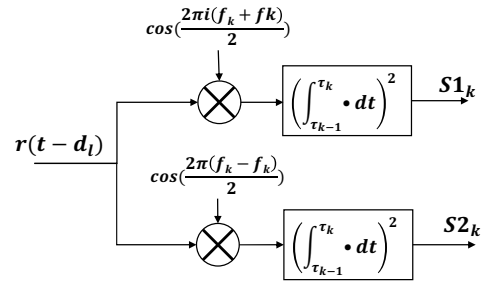 cos(2πi(f_k + fk)/2)
(∫_{τ_{k-1}}^{τ_k} • dt)^2
S1_k
r(t − d_l)
cos(2π(f_k − f_k)/2)
(∫_{τ_{k-1}}^{τ_k} • dt)^2
S2_k